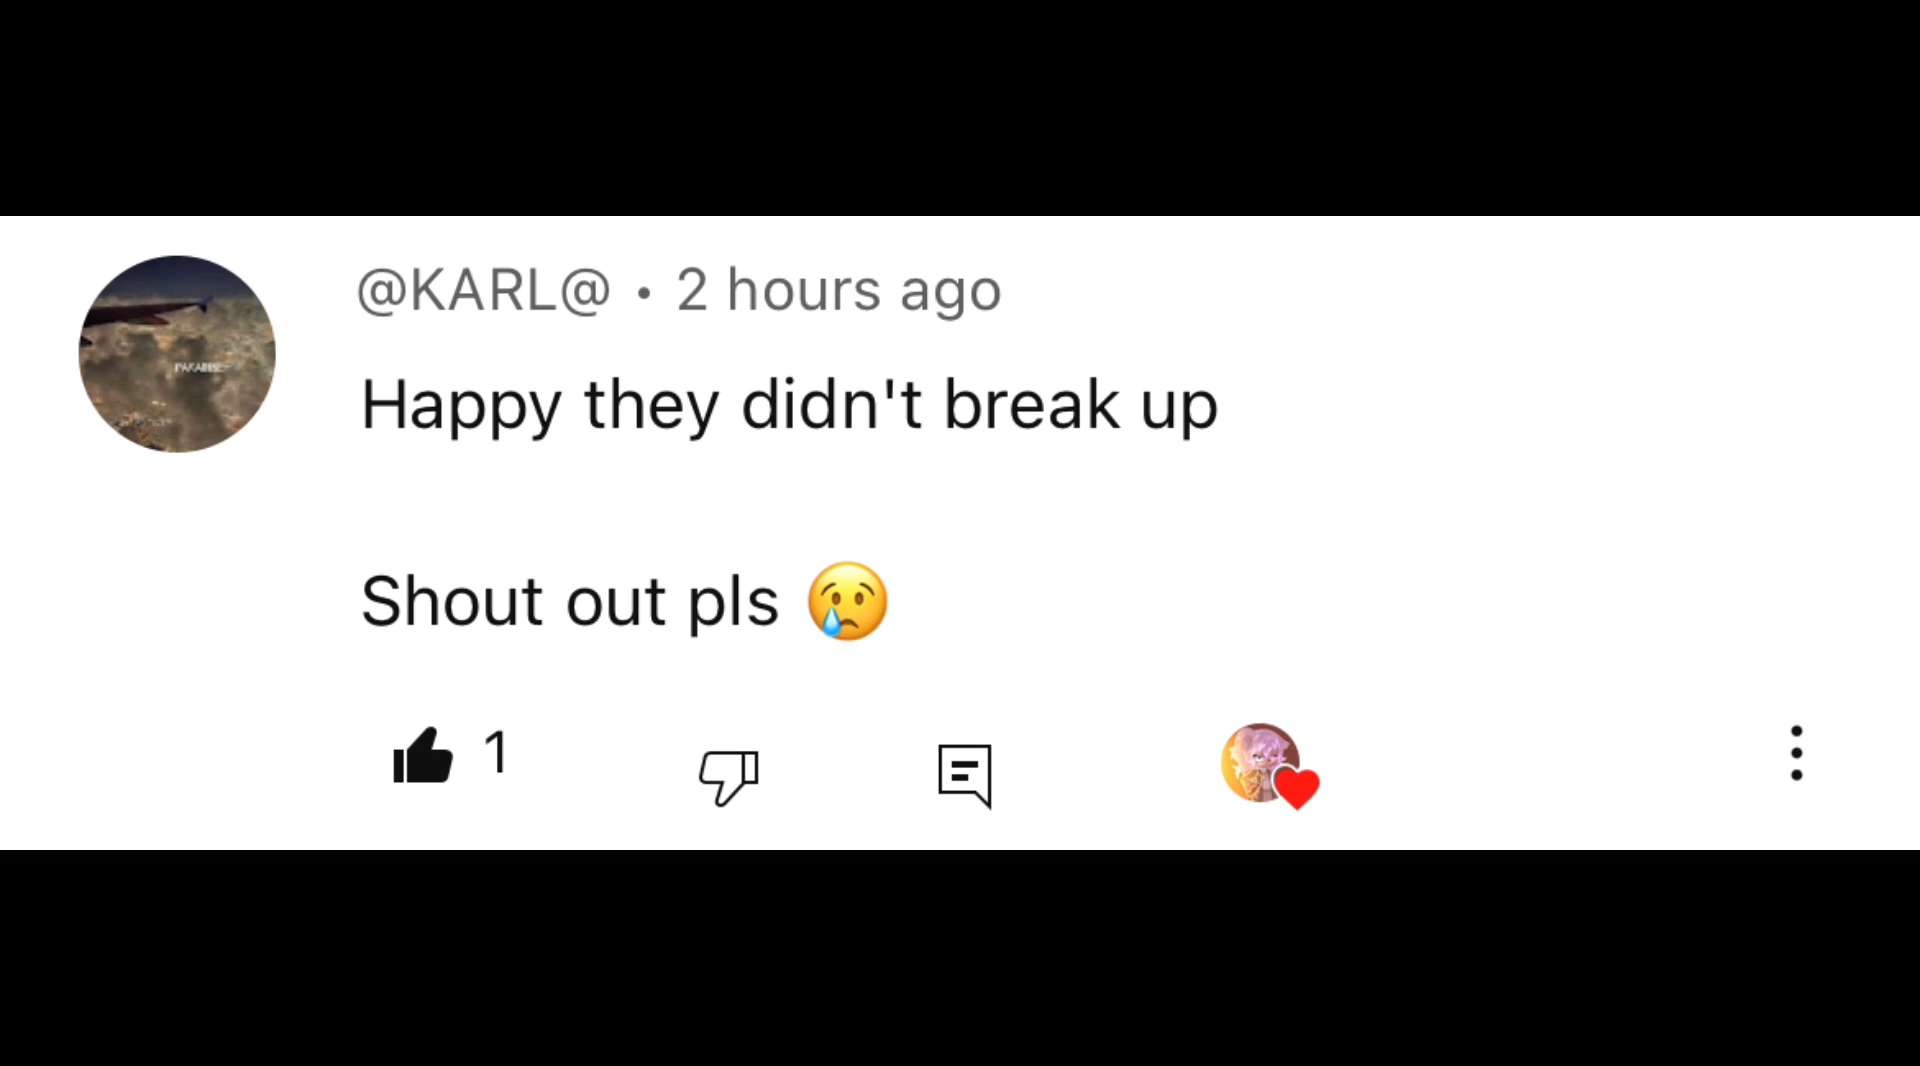 @KARL@ • 2 hours ago
Happy they didn't break up
Shout out pls 😢
1